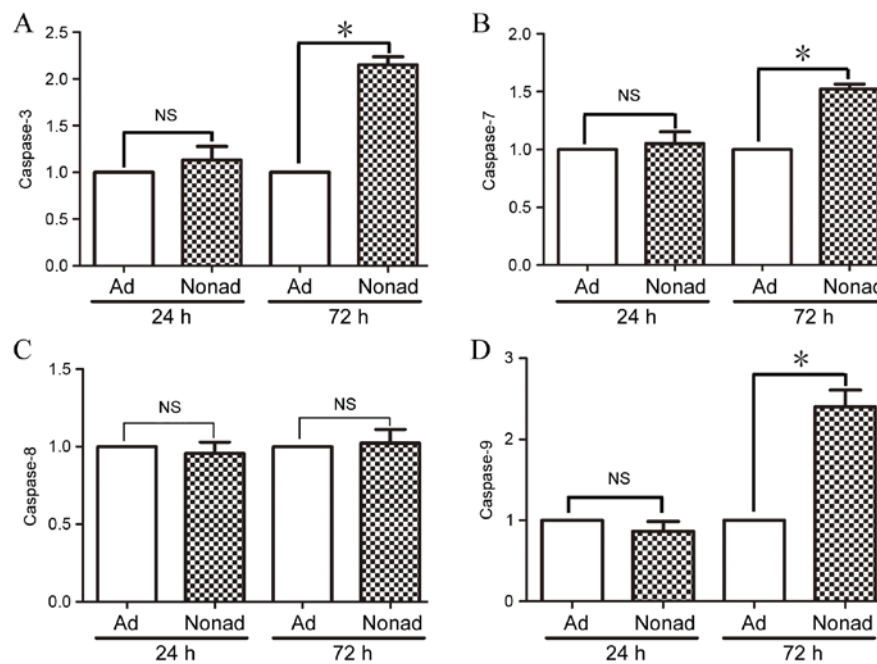 A
Caspase-3
2.5
2.0
1.5
1.0
0.5
0.0
NS
*
Ad Nonad Ad Nonad
24 h 72 h
B
Caspase-7
2.0
1.5
1.0
0.5
0.0
NS
*
Ad Nonad Ad Nonad
24 h 72 h
C
Caspase-8
1.5
1.0
0.5
0.0
NS NS
Ad Nonad Ad Nonad
24 h 72 h
D
Caspase-9
3
2
1
0
NS
*
Ad Nonad Ad Nonad
24 h 72 h